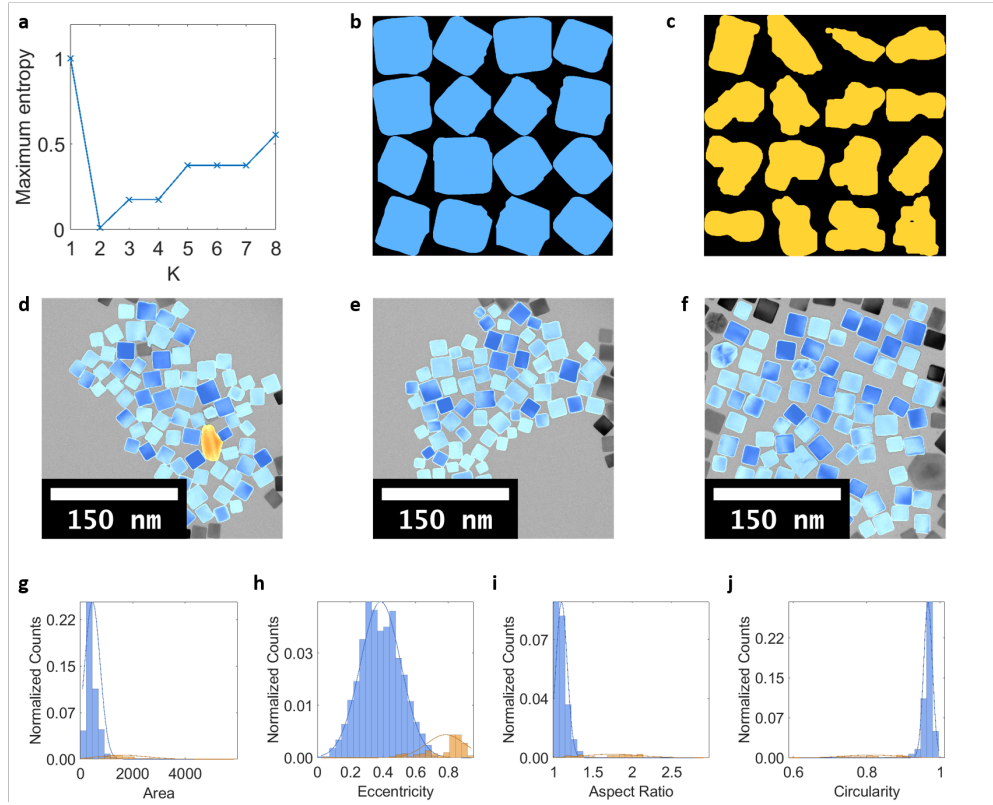 a
Maximum entropy
1
0.5
0
1 2 3 4 5 6 7 8
K
b
c
d
150 nm
e
150 nm
f
150 nm
g
Normalized Counts
0.22
0.15
0.07
0.00
0 2000 4000
Area
h
Normalized Counts
0.03
0.01
0.00
0 0.2 0.4 0.6 0.8
Eccentricity
i
Normalized Counts
0.07
0.04
0.00
1 1.5 2 2.5
Aspect Ratio
j
Normalized Counts
0.22
0.15
0.07
0.00
0.6 0.8 1
Circularity